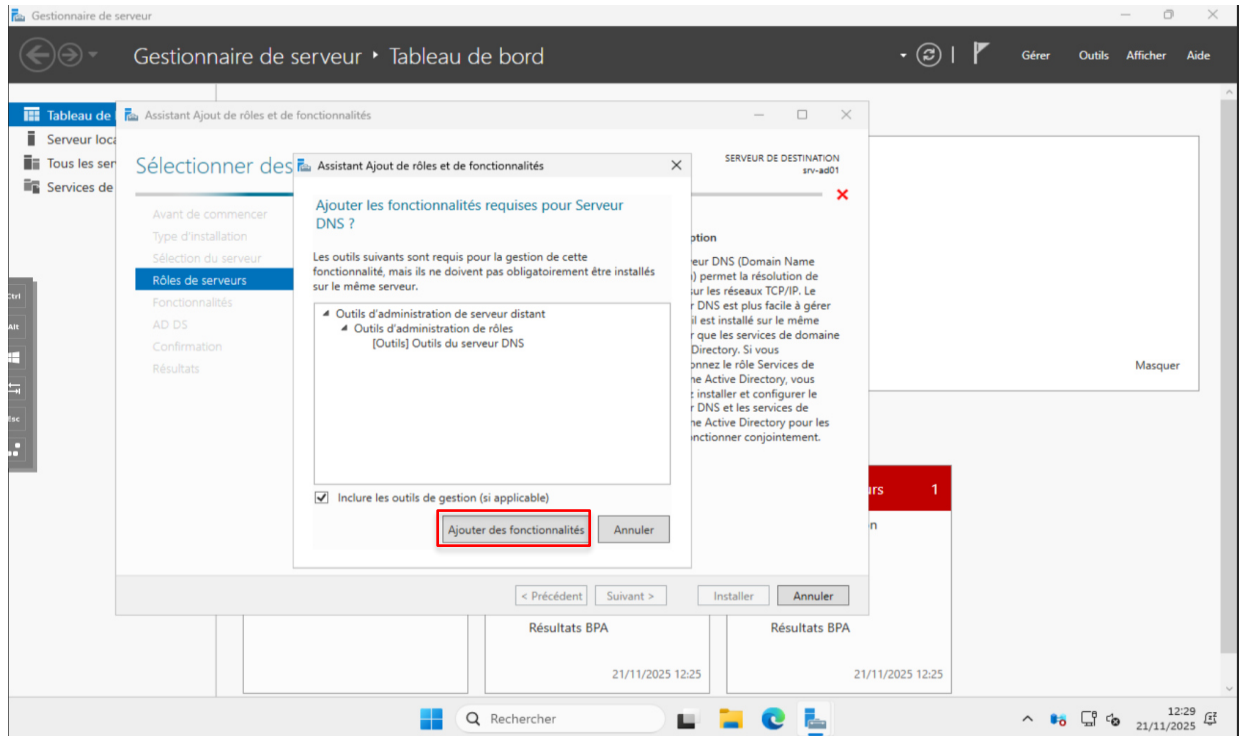 Gestionnaire de serveur
Gestionnaire de serveur • Tableau de bord
Gérer Outils Afficher Aide
Tableau de
Serveur loca
Tous les ser
Services de
Assistant Ajout de rôles et de fonctionnalités
Sélectionner des
SERVEUR DE DESTINATION
srv-ad01
Avant de commencer
Type d'installation
Sélection du serveur
Rôles de serveurs
Fonctionnalités
AD DS
Confirmation
Résultats
Assistant Ajout de rôles et de fonctionnalités
Ajouter les fonctionnalités requises pour Serveur
DNS ?
Les outils suivants sont requis pour la gestion de cette
fonctionnalité, mais ils ne doivent pas obligatoirement être installés
sur le même serveur.
Outils d'administration de serveur distant
Outils d'administration de rôles
[Outils] Outils du serveur DNS
Inclure les outils de gestion (si applicable)
Ajouter des fonctionnalités Annuler
ption
eur DNS (Domain Name
) permet la résolution de
sur les réseaux TCP/IP. Le
r DNS est plus facile à gérer
il est installé sur le même
r que les services de domaine
Directory. Si vous
onnez le rôle Services de
ne Active Directory, vous
installer et configurer le
r DNS et les services de
ne Active Directory pour les
onctionner conjointement.
< Précédent Suivant > Installer Annuler
Masquer
urs 1
n
Résultats BPA
21/11/2025 12:25
Résultats BPA
21/11/2025 12:25
Ctrl
Alt
Esc
Rechercher
12:29
21/11/2025